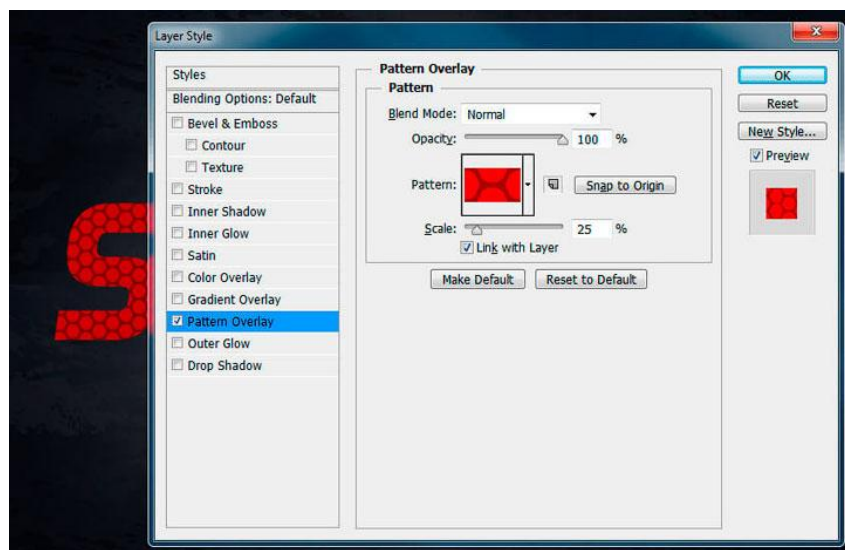 Layer Style
Styles
Blending Options: Default
Bevel & Emboss
Contour
Texture
Stroke
Inner Shadow
Inner Glow
Satin
Color Overlay
Gradient Overlay
Pattern Overlay
Outer Glow
Drop Shadow
Pattern Overlay
Pattern
Blend Mode: Normal
Opacity: 100 %
Pattern: Snap to Origin
Scale: 25 %
Link with Layer
Make Default Reset to Default
OK
Reset
New Style...
Preview
S